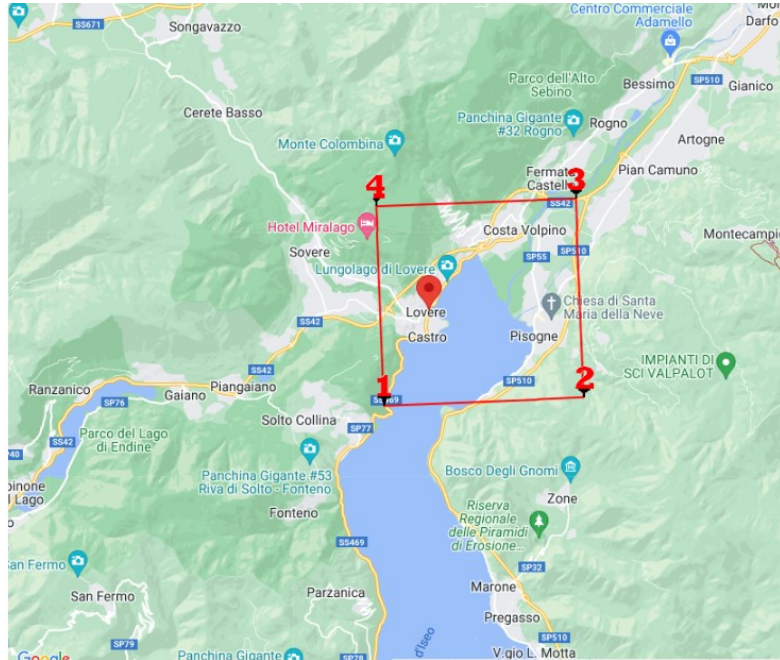 Centro Commerciale
Adamello
Darfo
SS671
Songavazzo
Parco dell'Alto
Sebino
Bessimo
SP510
Gianico
Cerete Basso
Panchina Gigante
#32 Rogno
Rogno
Artogne
Monte Colombina
Pian Camuno
4
3
SS42
Hotel Miralago
Costa Volpino
Montecampi
Sovere
SP55
SP510
Lungolago di Lovere
Lovere
Chiesa di Santa
Maria della Neve
SS42
Castro
Pisogne
IMPIANTI DI
SCI VALPALOT
SS42
Ranzanico
Piangaiano
Gaiano
SP76
SP510
1
2
Solto Collina
SP77
Parco del Lago
di Endine
SS42
Panchina Gigante #53
Riva di Solto - Fonteno
Bosco Degli Gnomi
Zone
Fonteno
Riserva
Regionale
delle Piramidi
di Erosione...
SS469
SP32
San Fermo
San Fermo
Parzanica
Marone
Pregasso
SP79
SP510
d'Iseo
Panchina Gigante
SP78
V.gio L. Motta
Google